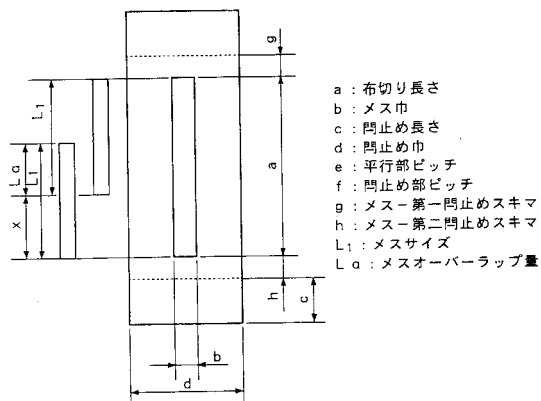 g
L₁
Lα
L₁
x
a
h
c
b
d
a：布切り長さ
b：メス巾
c：閂止め長さ
d：閂止め巾
e：平行部ピッチ
f：閂止め部ピッチ
g：メス－第一閂止めスキマ
h：メス－第二閂止めスキマ
L₁：メスサイズ
Lα：メスオーバーラップ量